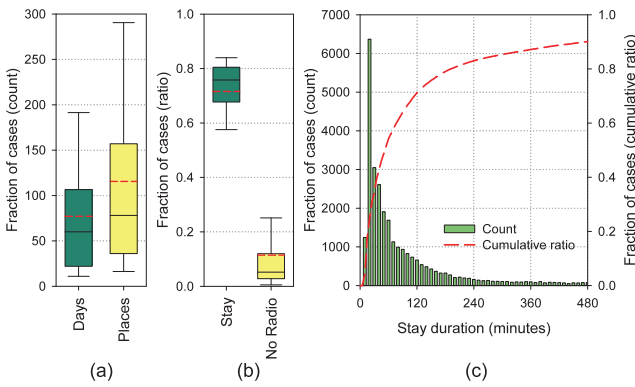 Fraction of cases (count)
300
250
200
150
100
50
0
Days
Places
(a)
Fraction of cases (ratio)
1.0
0.8
0.6
0.4
0.2
0.0
Stay
No Radio
(b)
Fraction of cases (count)
7000
6000
5000
4000
3000
2000
1000
0
Count
Cumulative ratio
0
120
240
360
480
Stay duration (minutes)
1.0
0.8
0.6
0.4
0.2
0.0
Fraction of cases (cumulative ratio)
(c)